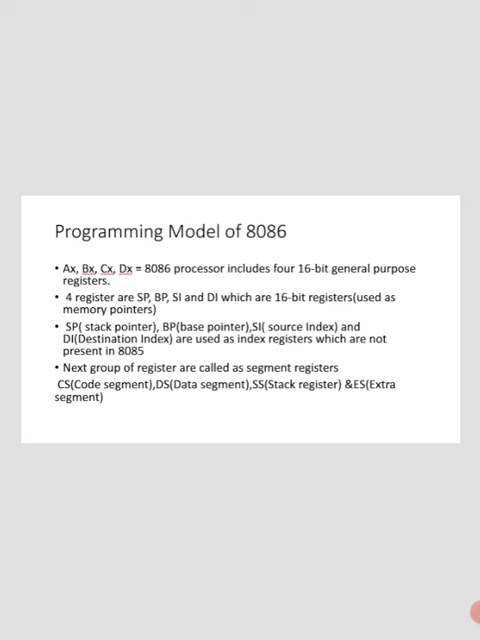 Programming Model of 8086
• Ax, Bx, Cx, Dx = 8086 processor includes four 16-bit general purpose
registers.
• 4 register are SP, BP, SI and DI which are 16-bit registers(used as
memory pointers)
• SP( stack pointer), BP(base pointer),SI( source Index) and
DI(Destination Index) are used as index registers which are not
present in 8085
• Next group of register are called as segment registers
CS(Code segment),DS(Data segment),SS(Stack register) &ES(Extra
segment)